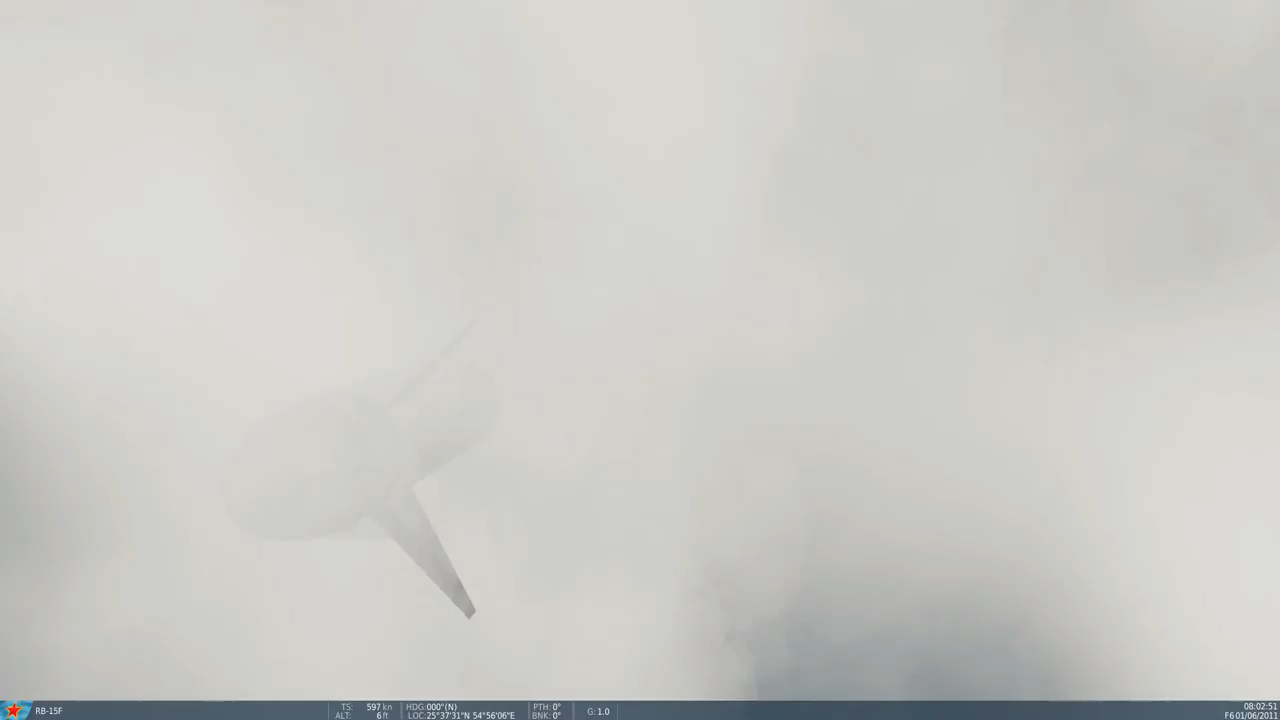 RB-15F
TS: 597 kn
ALT: 6 ft
HDG:000°(N)
LOC:25°37'31"N 54°56'06"E
PTH: 0°
BNK: 0°
G: 1.0
08:02:51
F6 01/06/2011